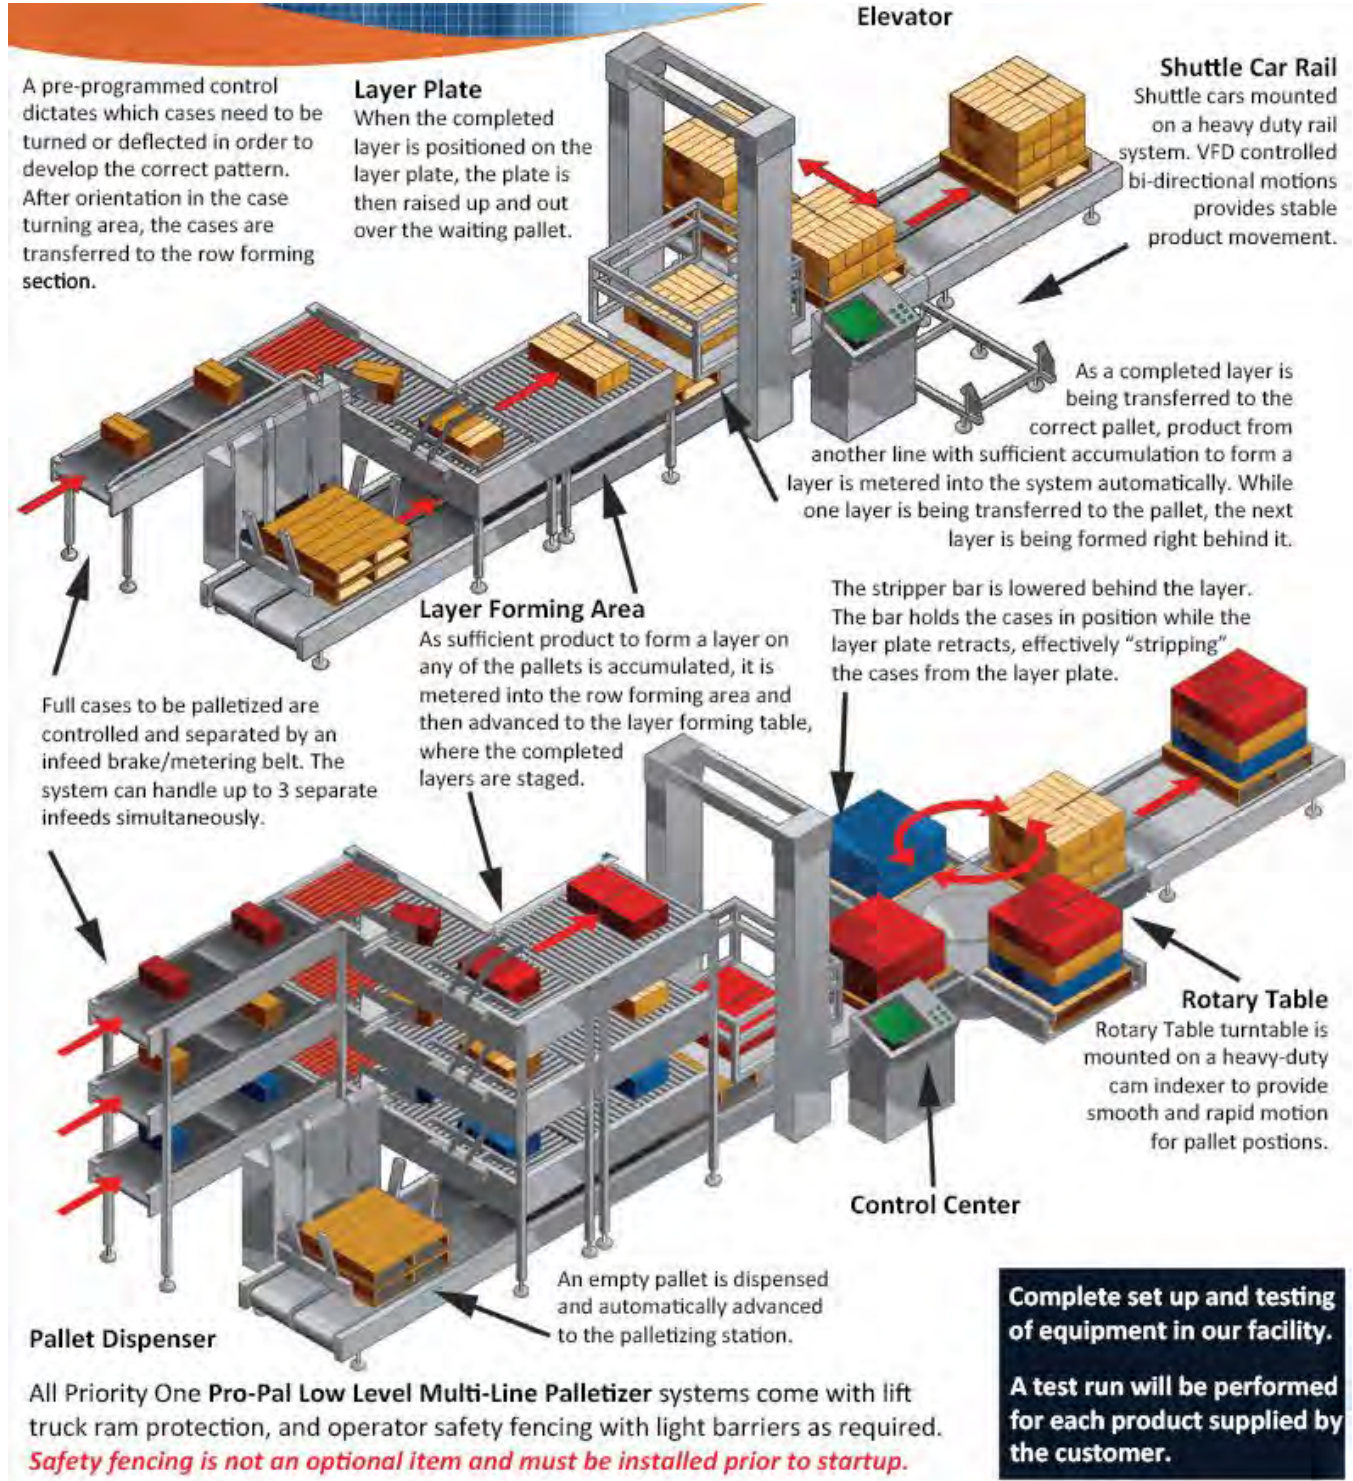 Elevator
A pre-programmed control
dictates which cases need to be
turned or deflected in order to
develop the correct pattern.
After orientation in the case
turning area, the cases are
transferred to the row forming
section.
Layer Plate
When the completed
layer is positioned on the
layer plate, the plate is
then raised up and out
over the waiting pallet.
Shuttle Car Rail
Shuttle cars mounted
on a heavy duty rail
system. VFD controlled
bi-directional motions
provides stable
product movement.
As a completed layer is
being transferred to the
correct pallet, product from
another line with sufficient accumulation to form a
layer is metered into the system automatically. While
one layer is being transferred to the pallet, the next
layer is being formed right behind it.
Layer Forming Area
As sufficient product to form a layer on
any of the pallets is accumulated, it is
metered into the row forming area and
then advanced to the layer forming table,
where the completed
layers are staged.
The stripper bar is lowered behind the layer.
The bar holds the cases in position while the
layer plate retracts, effectively “stripping”
the cases from the layer plate.
Full cases to be palletized are
controlled and separated by an
infeed brake/metering belt. The
system can handle up to 3 separate
infeeds simultaneously.
Rotary Table
Rotary Table turntable is
mounted on a heavy-duty
cam indexer to provide
smooth and rapid motion
for pallet postions.
Control Center
An empty pallet is dispensed
and automatically advanced
to the palletizing station.
Pallet Dispenser
All Priority One Pro-Pal Low Level Multi-Line Palletizer systems come with lift
truck ram protection, and operator safety fencing with light barriers as required.
Safety fencing is not an optional item and must be installed prior to startup.
Complete set up and testing
of equipment in our facility.
A test run will be performed
for each product supplied by
the customer.